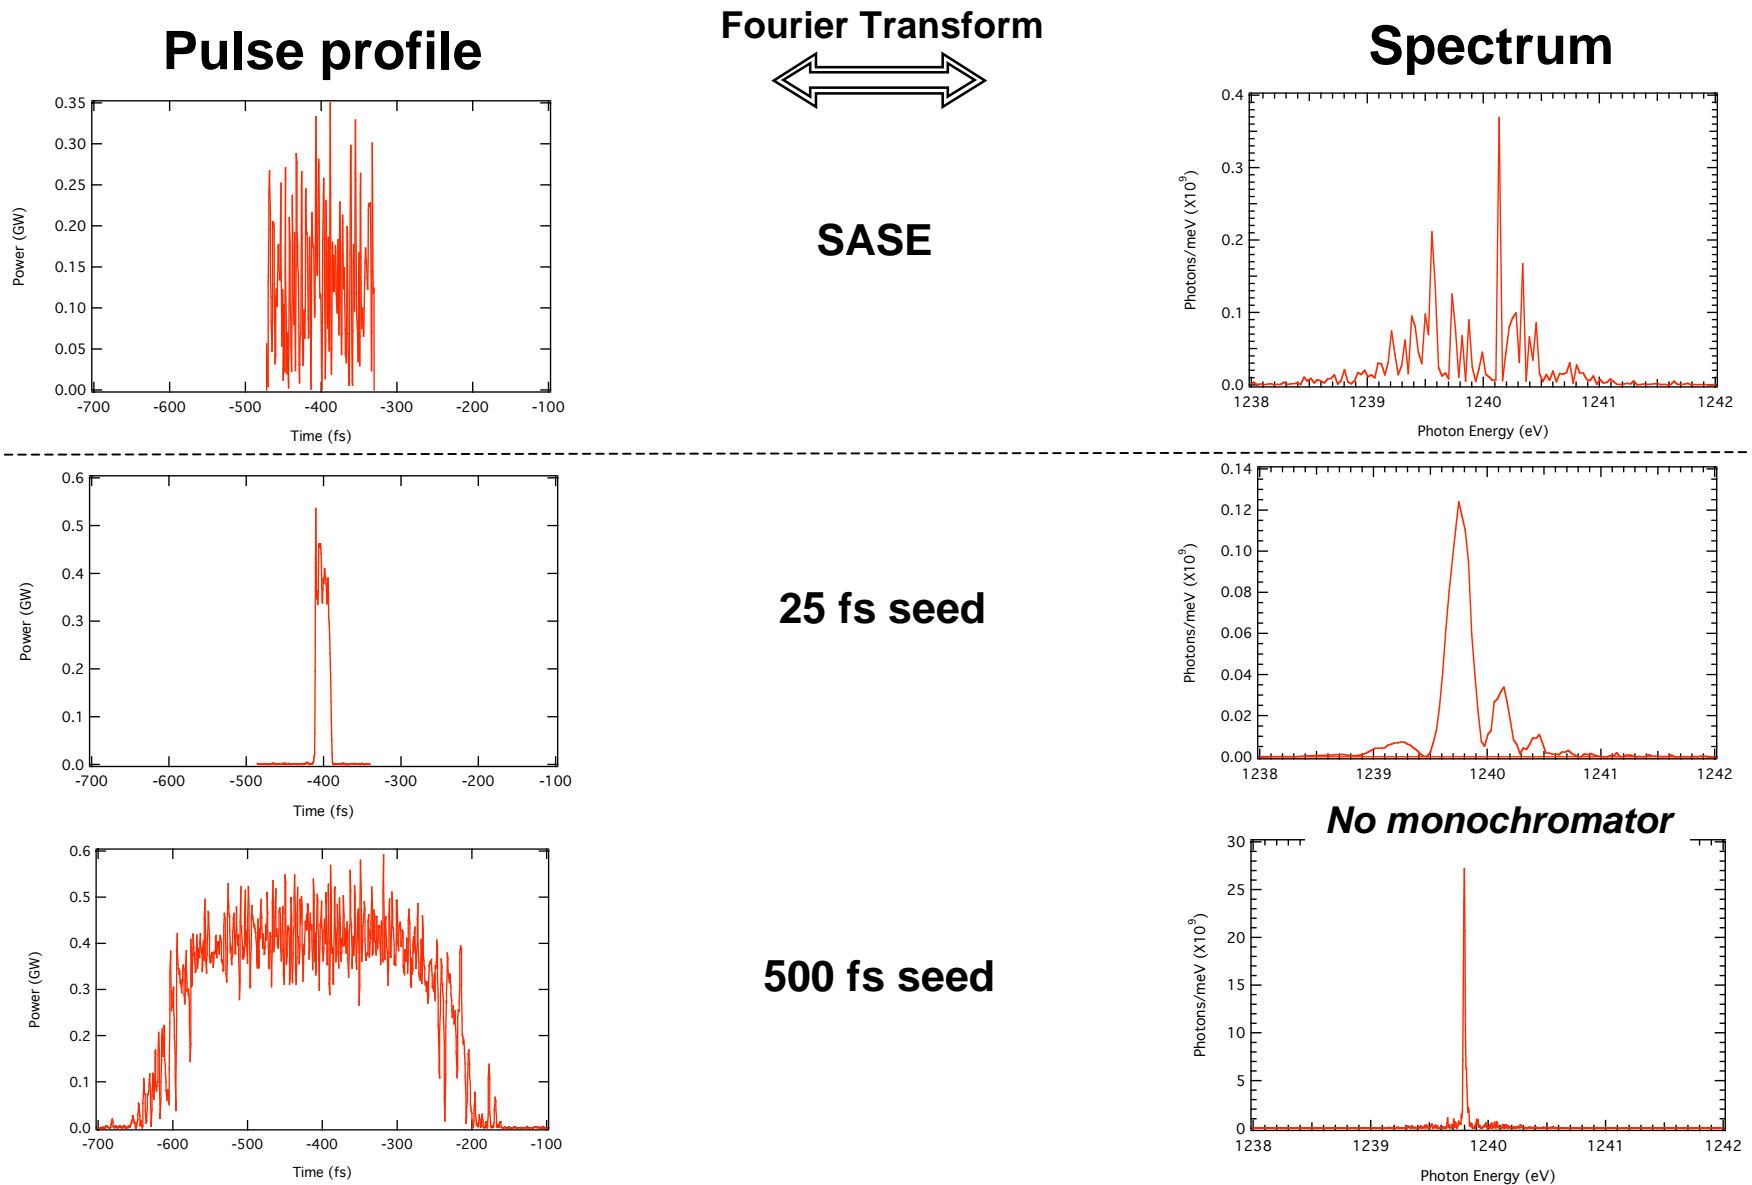 Pulse profile
Fourier Transform
Spectrum
0.35
0.30
0.25
0.20
0.15
0.10
0.05
0.00
Power (GW)
-700 -600 -500 -400 -300 -200 -100
Time (fs)
SASE
0.4
0.3
0.2
0.1
0.0
Photons/meV (X10⁹)
1238 1239 1240 1241 1242
Photon Energy (eV)
0.6
0.5
0.4
0.3
0.2
0.1
0.0
Power (GW)
-700 -600 -500 -400 -300 -200 -100
Time (fs)
25 fs seed
0.14
0.12
0.10
0.08
0.06
0.04
0.02
0.00
Photons/meV (X10⁹)
1238 1239 1240 1241 1242
No monochromator
0.6
0.5
0.4
0.3
0.2
0.1
0.0
Power (GW)
-700 -600 -500 -400 -300 -200 -100
Time (fs)
500 fs seed
30
25
20
15
10
5
0
Photons/meV (X10⁹)
1238 1239 1240 1241 1242
Photon Energy (eV)